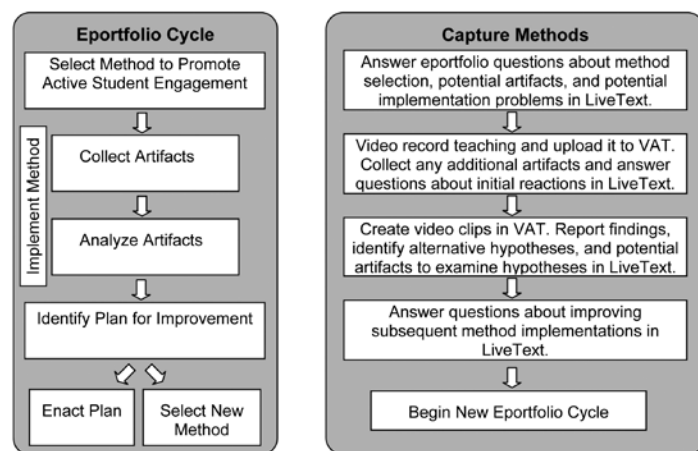 Eportfolio Cycle
Select Method to Promote
Active Student Engagement
Implement Method
Collect Artifacts
Analyze Artifacts
Identify Plan for Improvement
Enact Plan
Select New
Method
Capture Methods
Answer eportfolio questions about method
selection, potential artifacts, and potential
implementation problems in LiveText.
Video record teaching and upload it to VAT.
Collect any additional artifacts and answer
questions about initial reactions in LiveText.
Create video clips in VAT. Report findings,
identify alternative hypotheses, and potential
artifacts to examine hypotheses in LiveText.
Answer questions about improving
subsequent method implementations in
LiveText.
Begin New Eportfolio Cycle